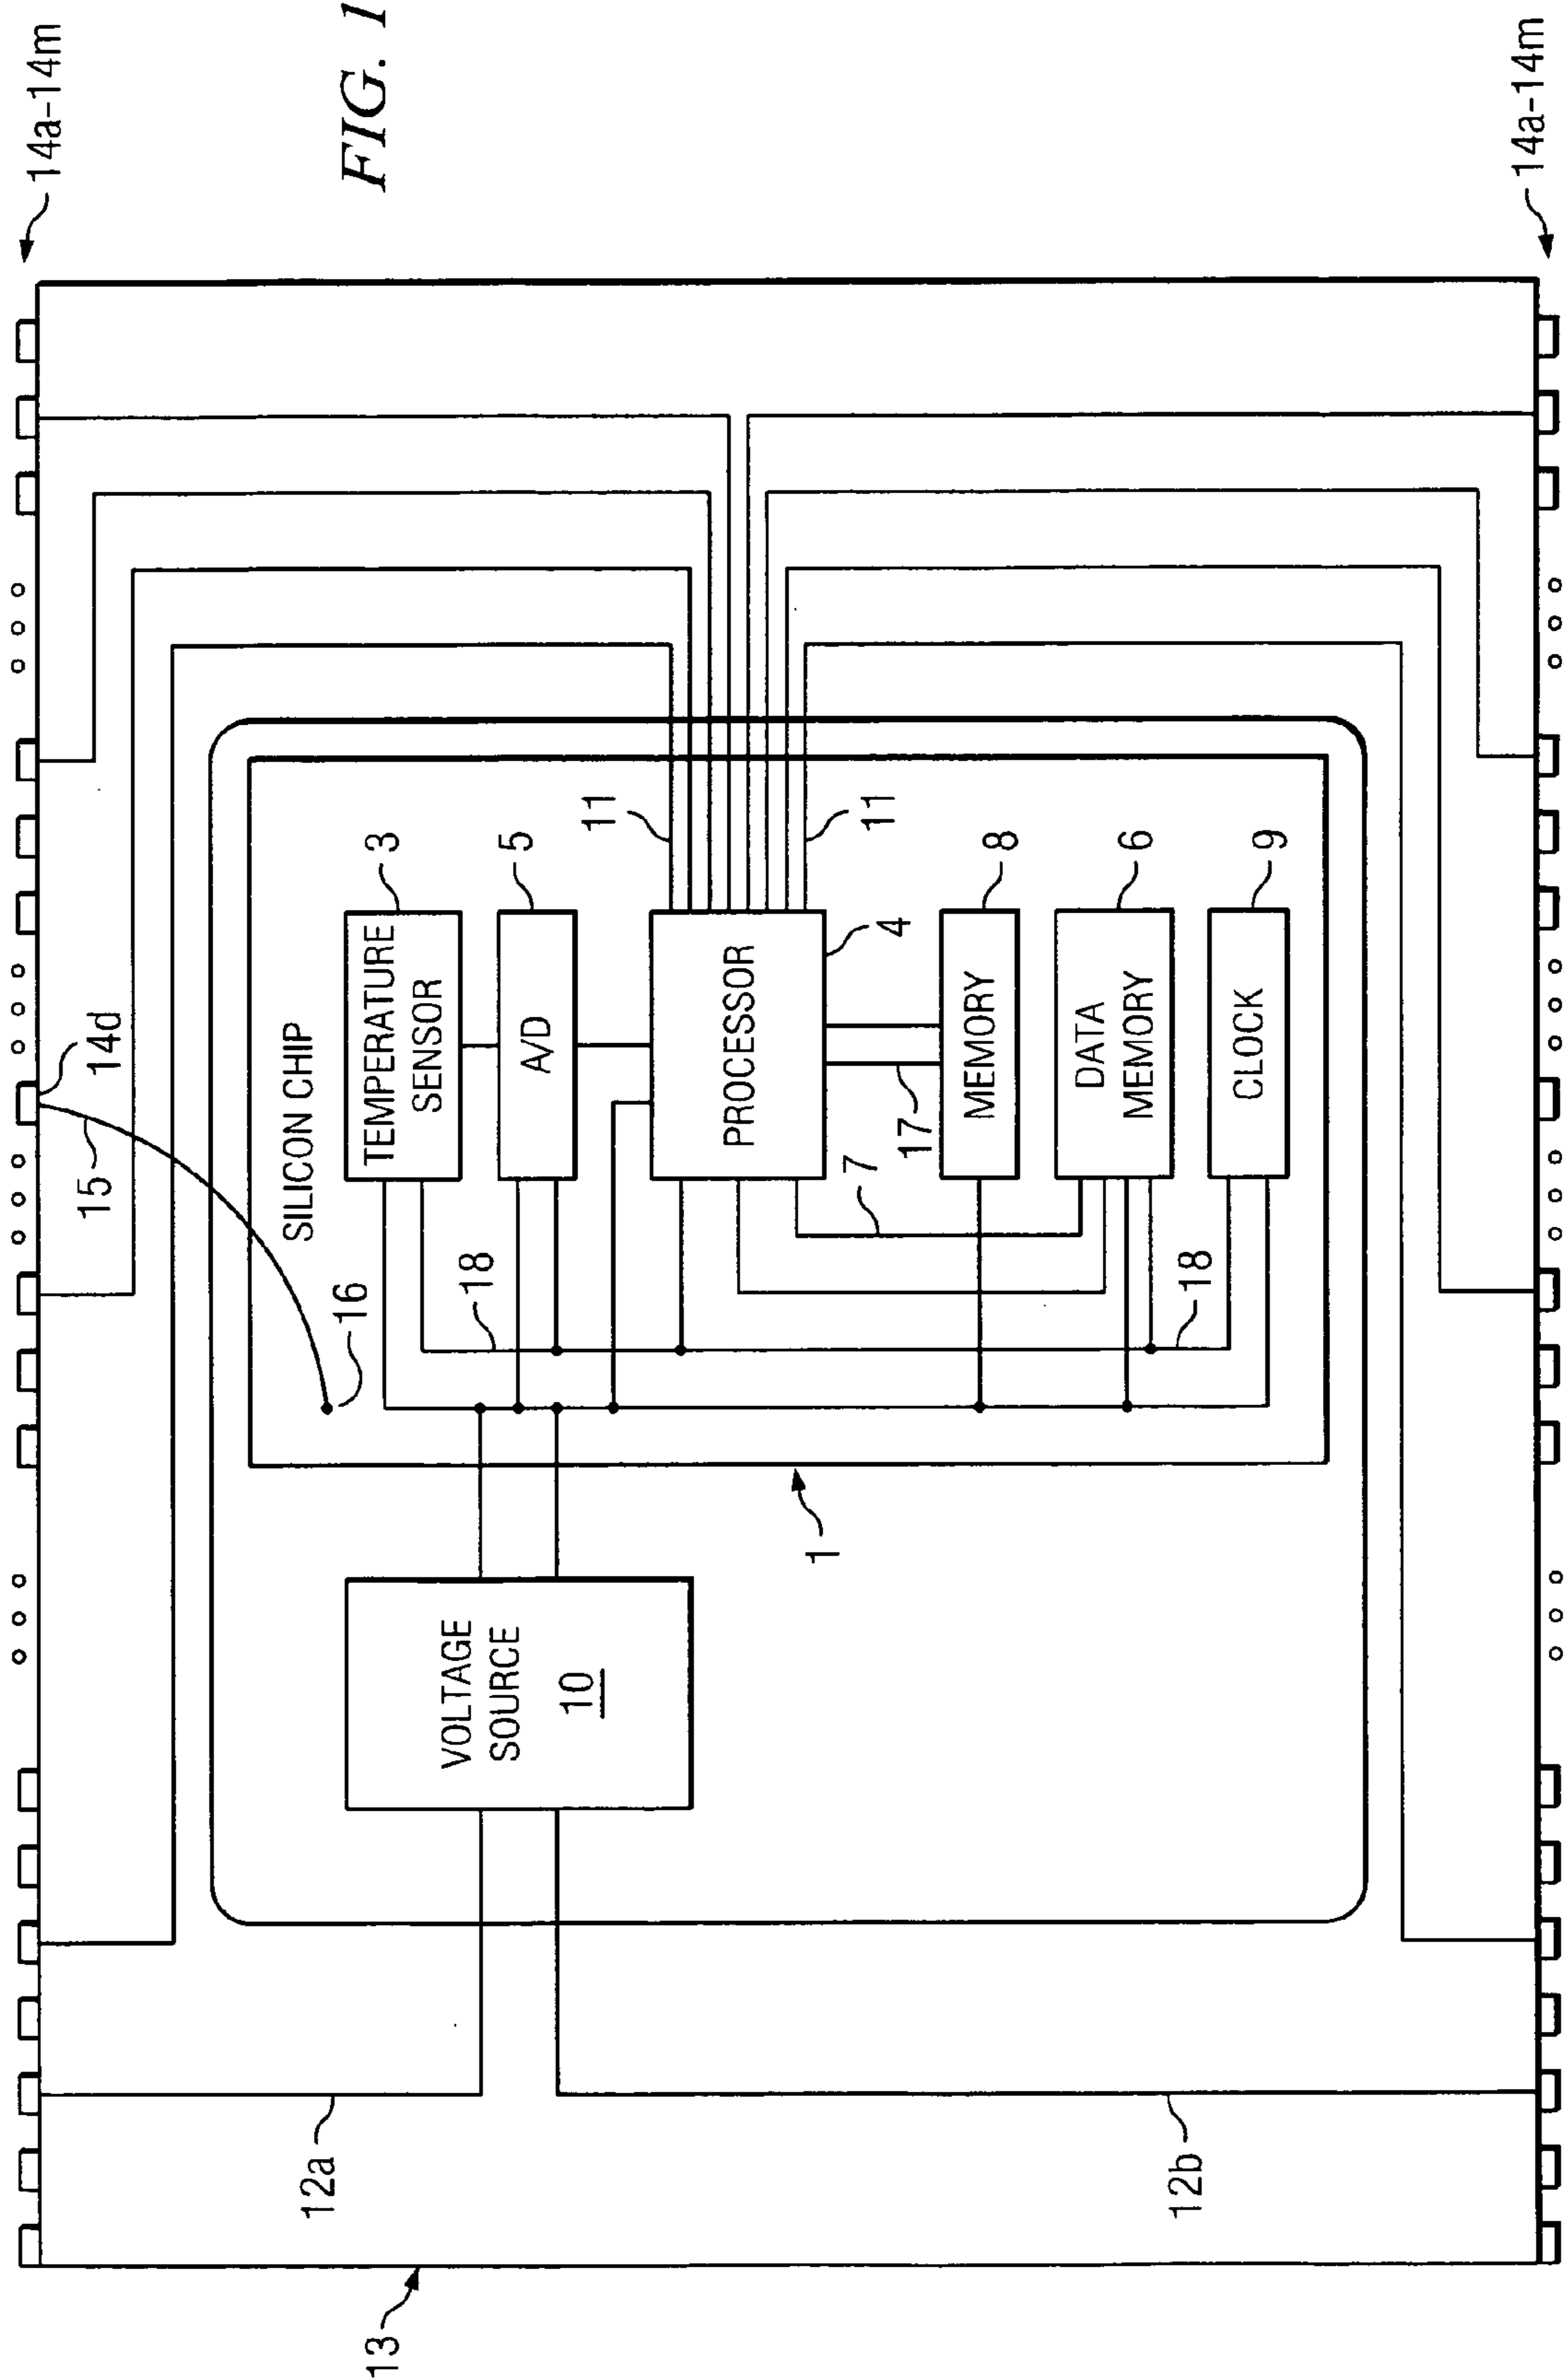 FIG. 1
14a-14m
14a-14m
13
12a
12b
VOLTAGE
SOURCE
10
1
16
15
14d
SILICON CHIP
TEMPERATURE
SENSOR
3
A/D
5
11
PROCESSOR
4
11
17
7
MEMORY
8
DATA
MEMORY
6
CLOCK
9
18
18